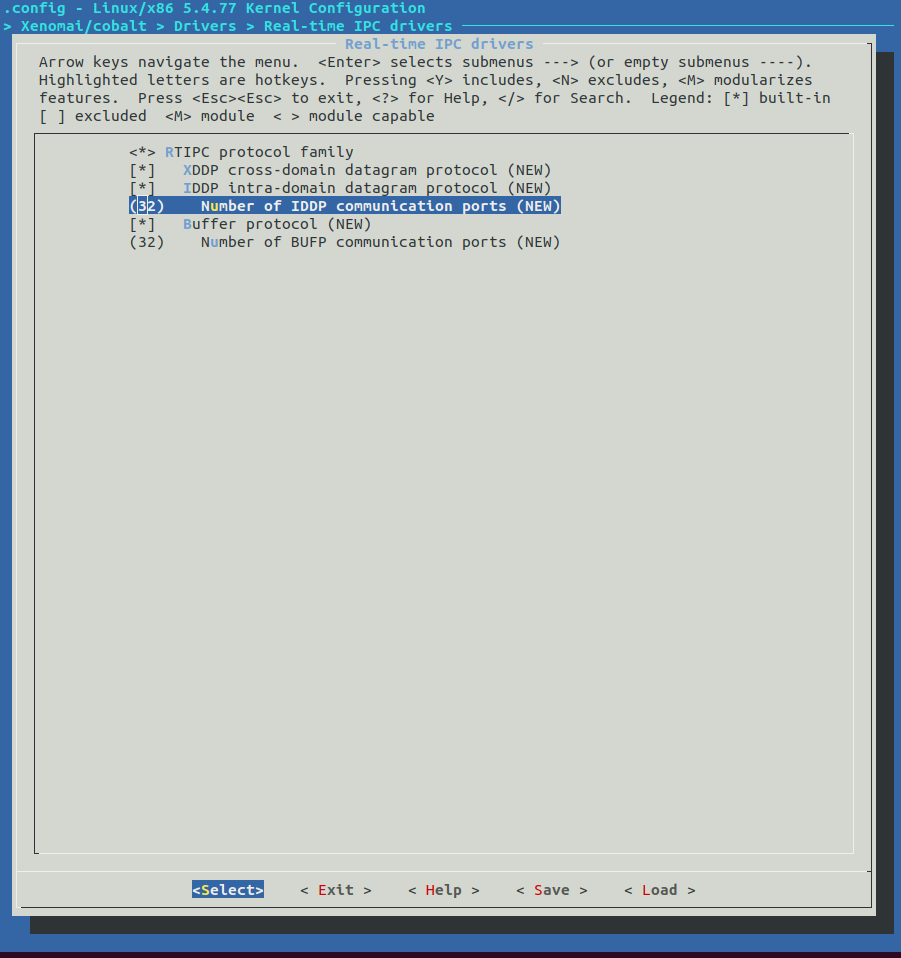 .config - Linux/x86 5.4.77 Kernel Configuration
> Xenomai/cobalt > Drivers > Real-time IPC drivers
Real-time IPC drivers
Arrow keys navigate the menu.  <Enter> selects submenus ---> (or empty submenus ----).
Highlighted letters are hotkeys.  Pressing <Y> includes, <N> excludes, <M> modularizes
features.  Press <Esc><Esc> to exit, <?> for Help, </> for Search.  Legend: [*] built-in
[ ] excluded  <M> module  < > module capable
<*> RTIPC protocol family
[*]   XDDP cross-domain datagram protocol (NEW)
[*]   IDDP intra-domain datagram protocol (NEW)
(32)    Number of IDDP communication ports (NEW)
[*]   Buffer protocol (NEW)
(32)    Number of BUFP communication ports (NEW)
<Select>    < Exit >    < Help >    < Save >    < Load >